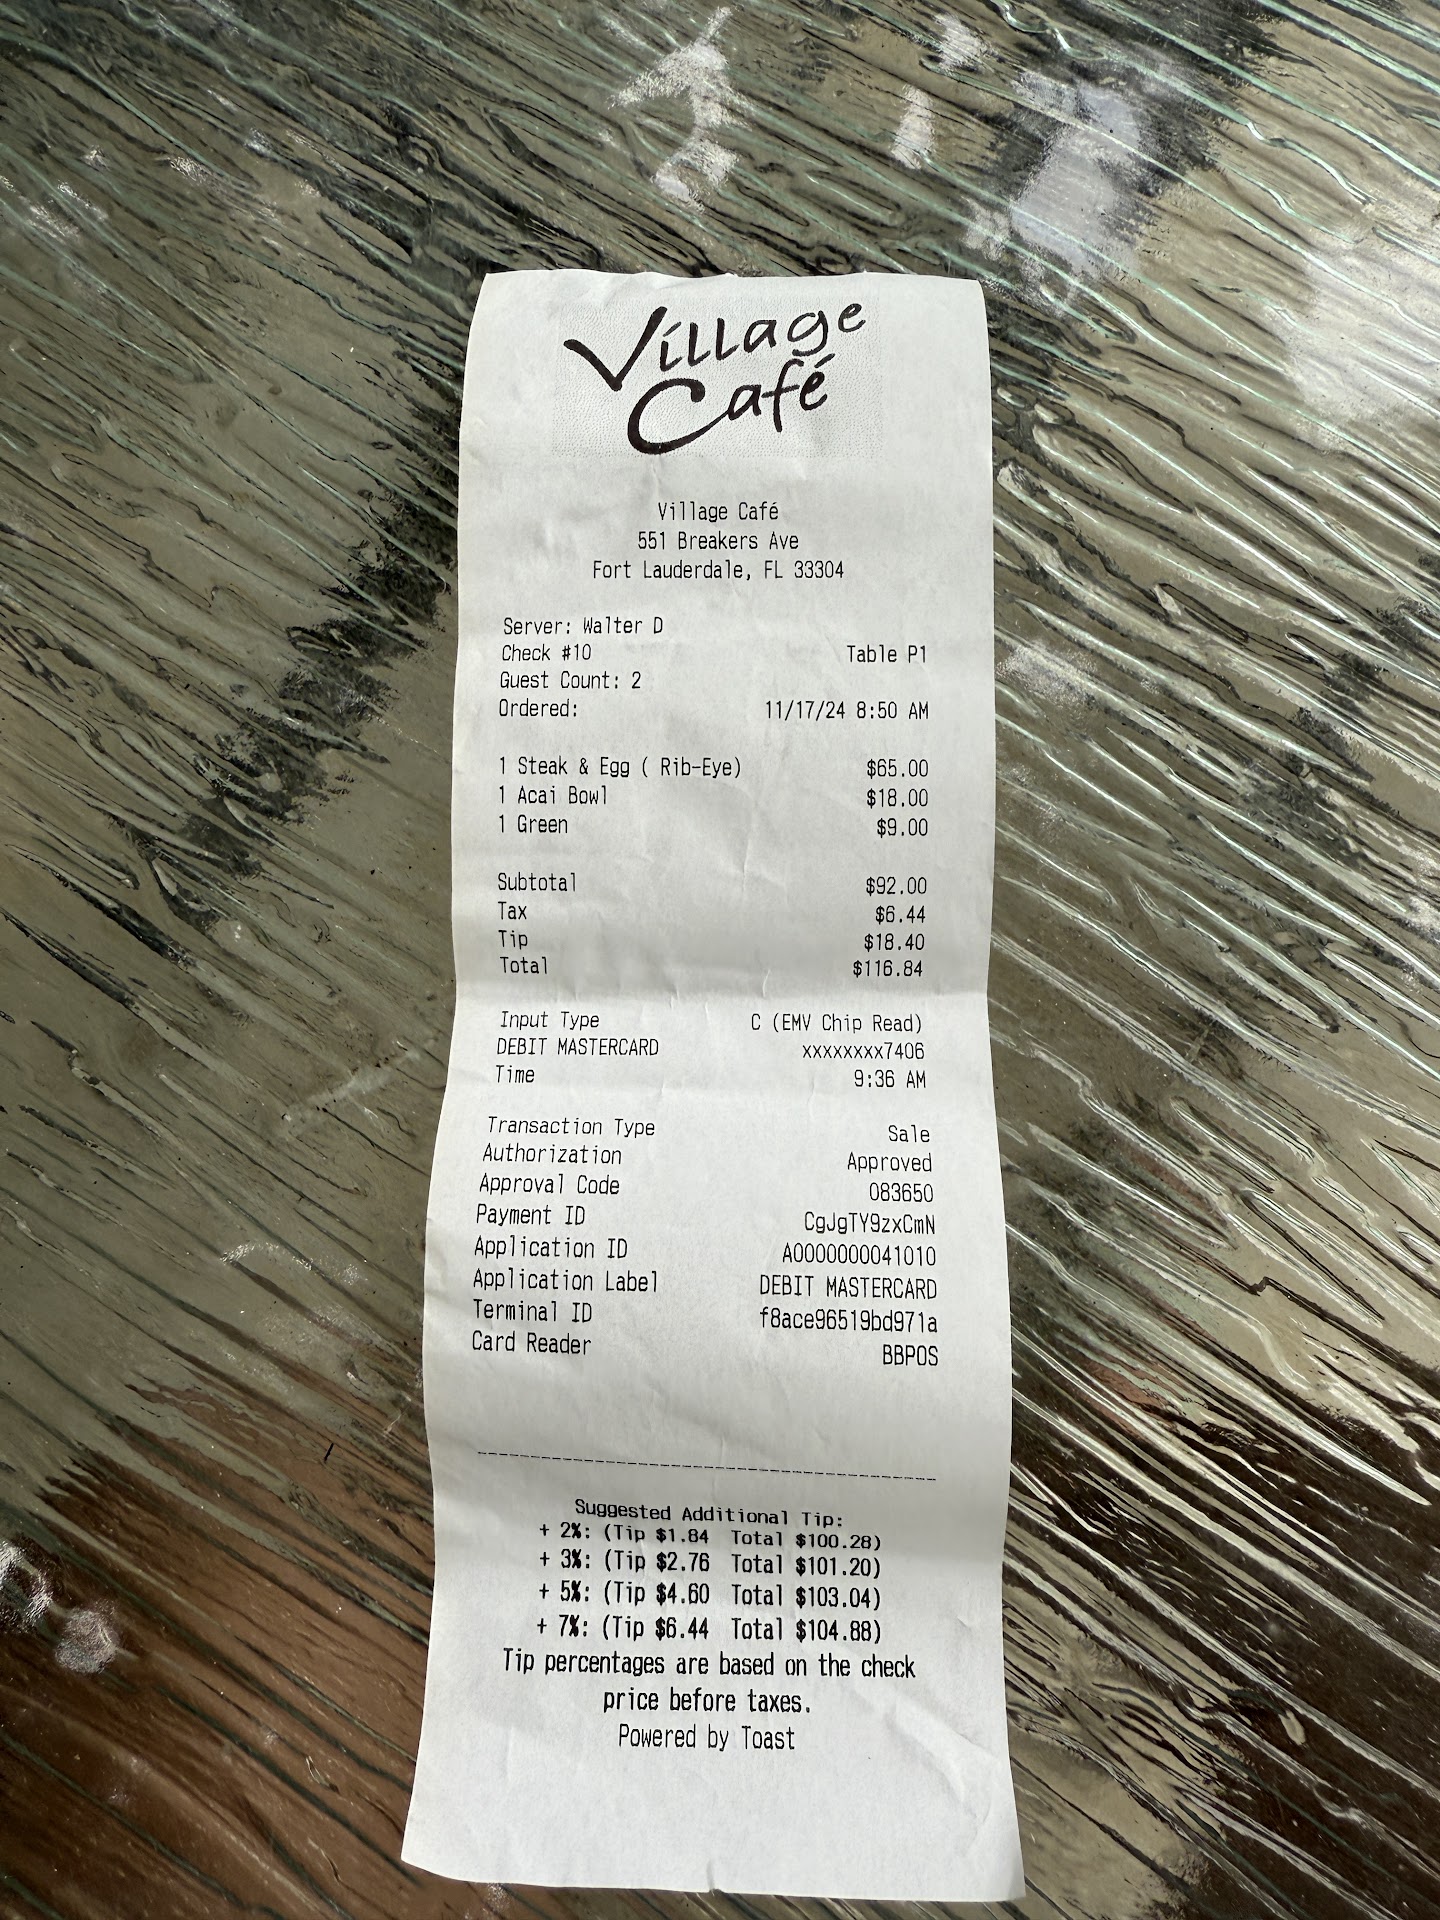 Village
Café
Village Café
551 Breakers Ave
Fort Lauderdale, FL 33304
Server: Walter D
Check #10 Table P1
Guest Count: 2
Ordered: 11/17/24 8:50 AM
1 Steak & Egg ( Rib-Eye) $65.00
1 Acai Bowl $18.00
1 Green $9.00
Subtotal $92.00
Tax $6.44
Tip $18.40
Total $116.84
Input Type C (EMV Chip Read)
DEBIT MASTERCARD xxxxxxxx7406
Time 9:36 AM
Transaction Type Sale
Authorization Approved
Approval Code 083650
Payment ID CgJgTY9zxCmN
Application ID A0000000041010
Application Label DEBIT MASTERCARD
Terminal ID f8ace96519bd971a
Card Reader BBPOS
Suggested Additional Tip:
+ 2%: (Tip $1.84 Total $100.28)
+ 3%: (Tip $2.76 Total $101.20)
+ 5%: (Tip $4.60 Total $103.04)
+ 7%: (Tip $6.44 Total $104.88)
Tip percentages are based on the check
price before taxes.
Powered by Toast